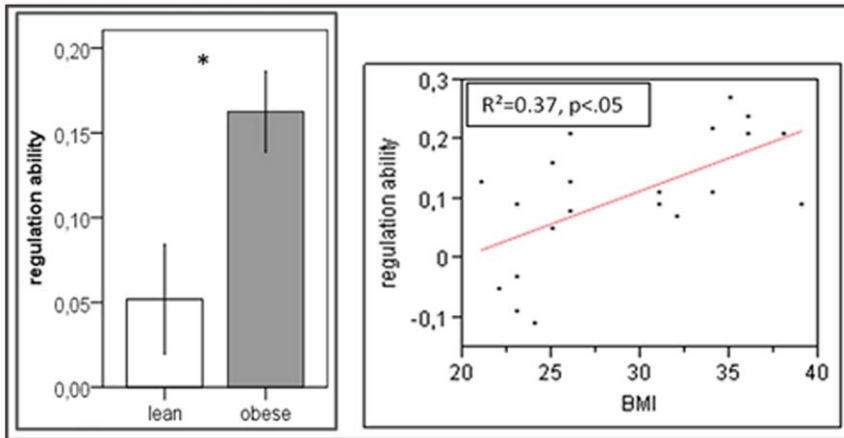 regulation ability
0,20
0,15
0,10
0,05
0,00
*
lean obese
regulation ability
0,3
0,2
0,1
0
-0,1
R²=0.37, p<.05
20 25 30 35 40
BMI